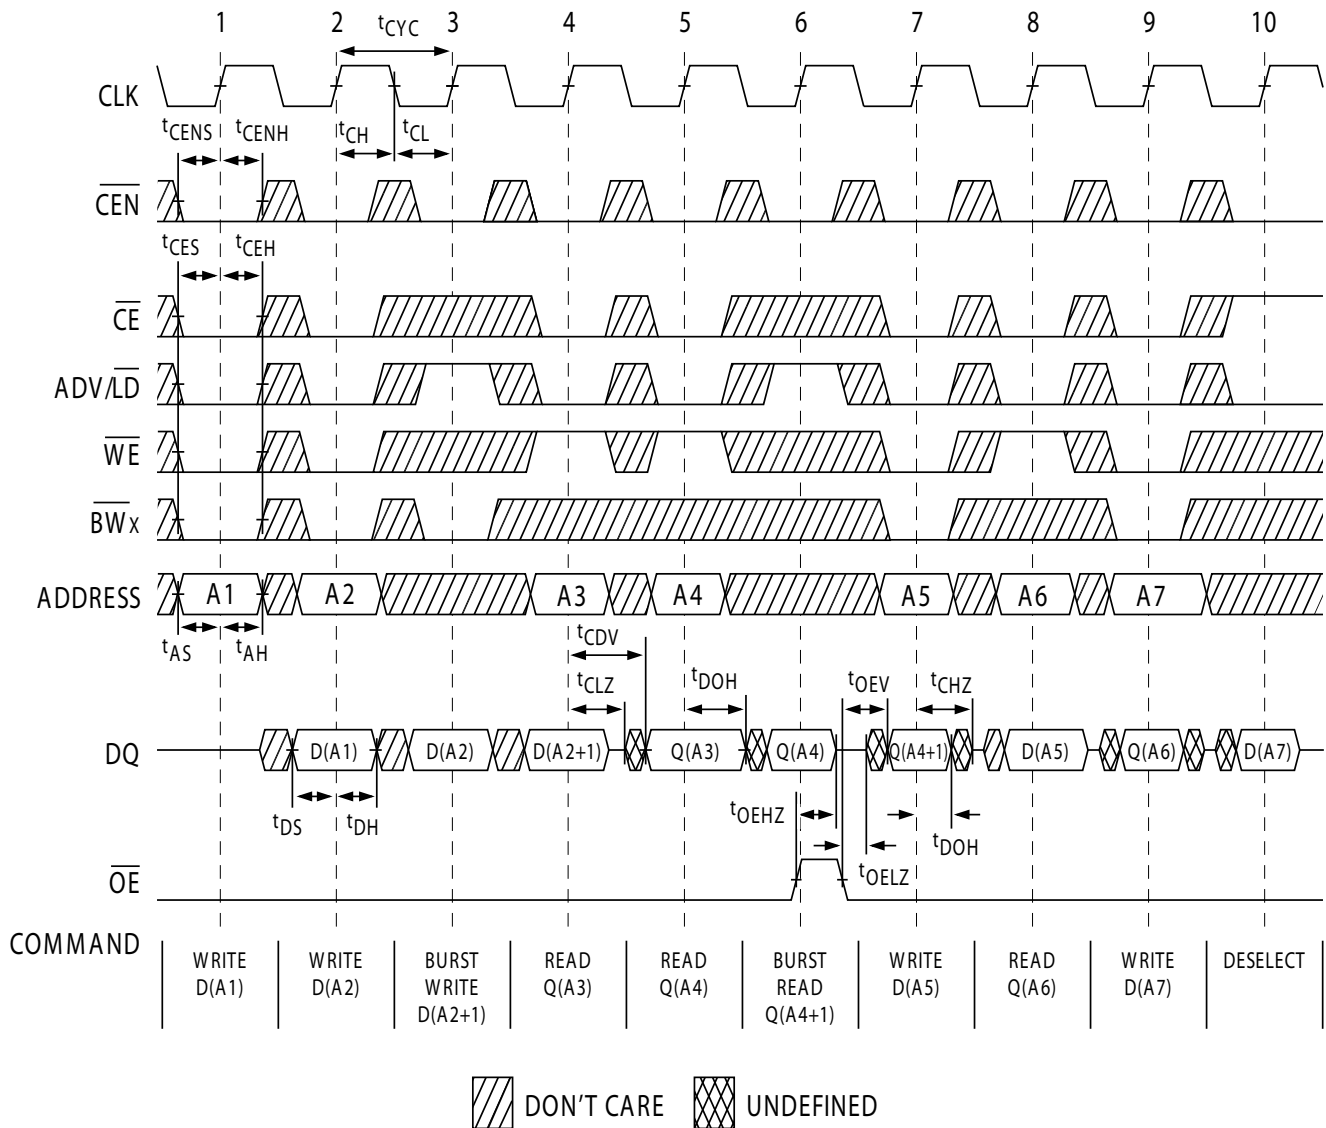 1 2 3 4 5 6 7 8 9 10
tCYC
CLK
tCENS tCENH tCH tCL
CEN
tCES tCEH
CE
ADV/LD
WE
BWx
ADDRESS A1 A2 A3 A4 A5 A6 A7
tAS tAH tCDV
tCLZ tDOH tOEV tCHZ
DQ D(A1) D(A2) D(A2+1) Q(A3) Q(A4) Q(A4+1) D(A5) Q(A6) D(A7)
tDS tDH tOEHZ tDOH
tOELZ
OE
COMMAND
WRITE WRITE BURST READ READ BURST WRITE READ WRITE DESELECT
D(A1) D(A2) WRITE Q(A3) Q(A4) READ D(A5) Q(A6) D(A7)
D(A2+1) Q(A4+1)
DON'T CARE UNDEFINED